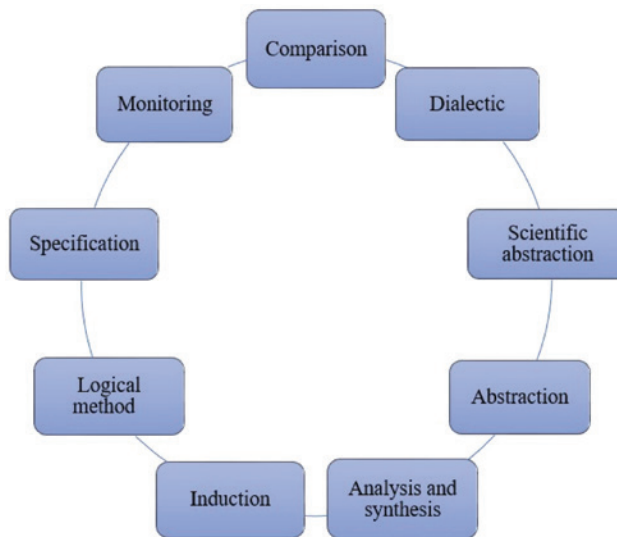 Comparison
Dialectic
Scientific
abstraction
Abstraction
Analysis and
synthesis
Induction
Logical
method
Specification
Monitoring